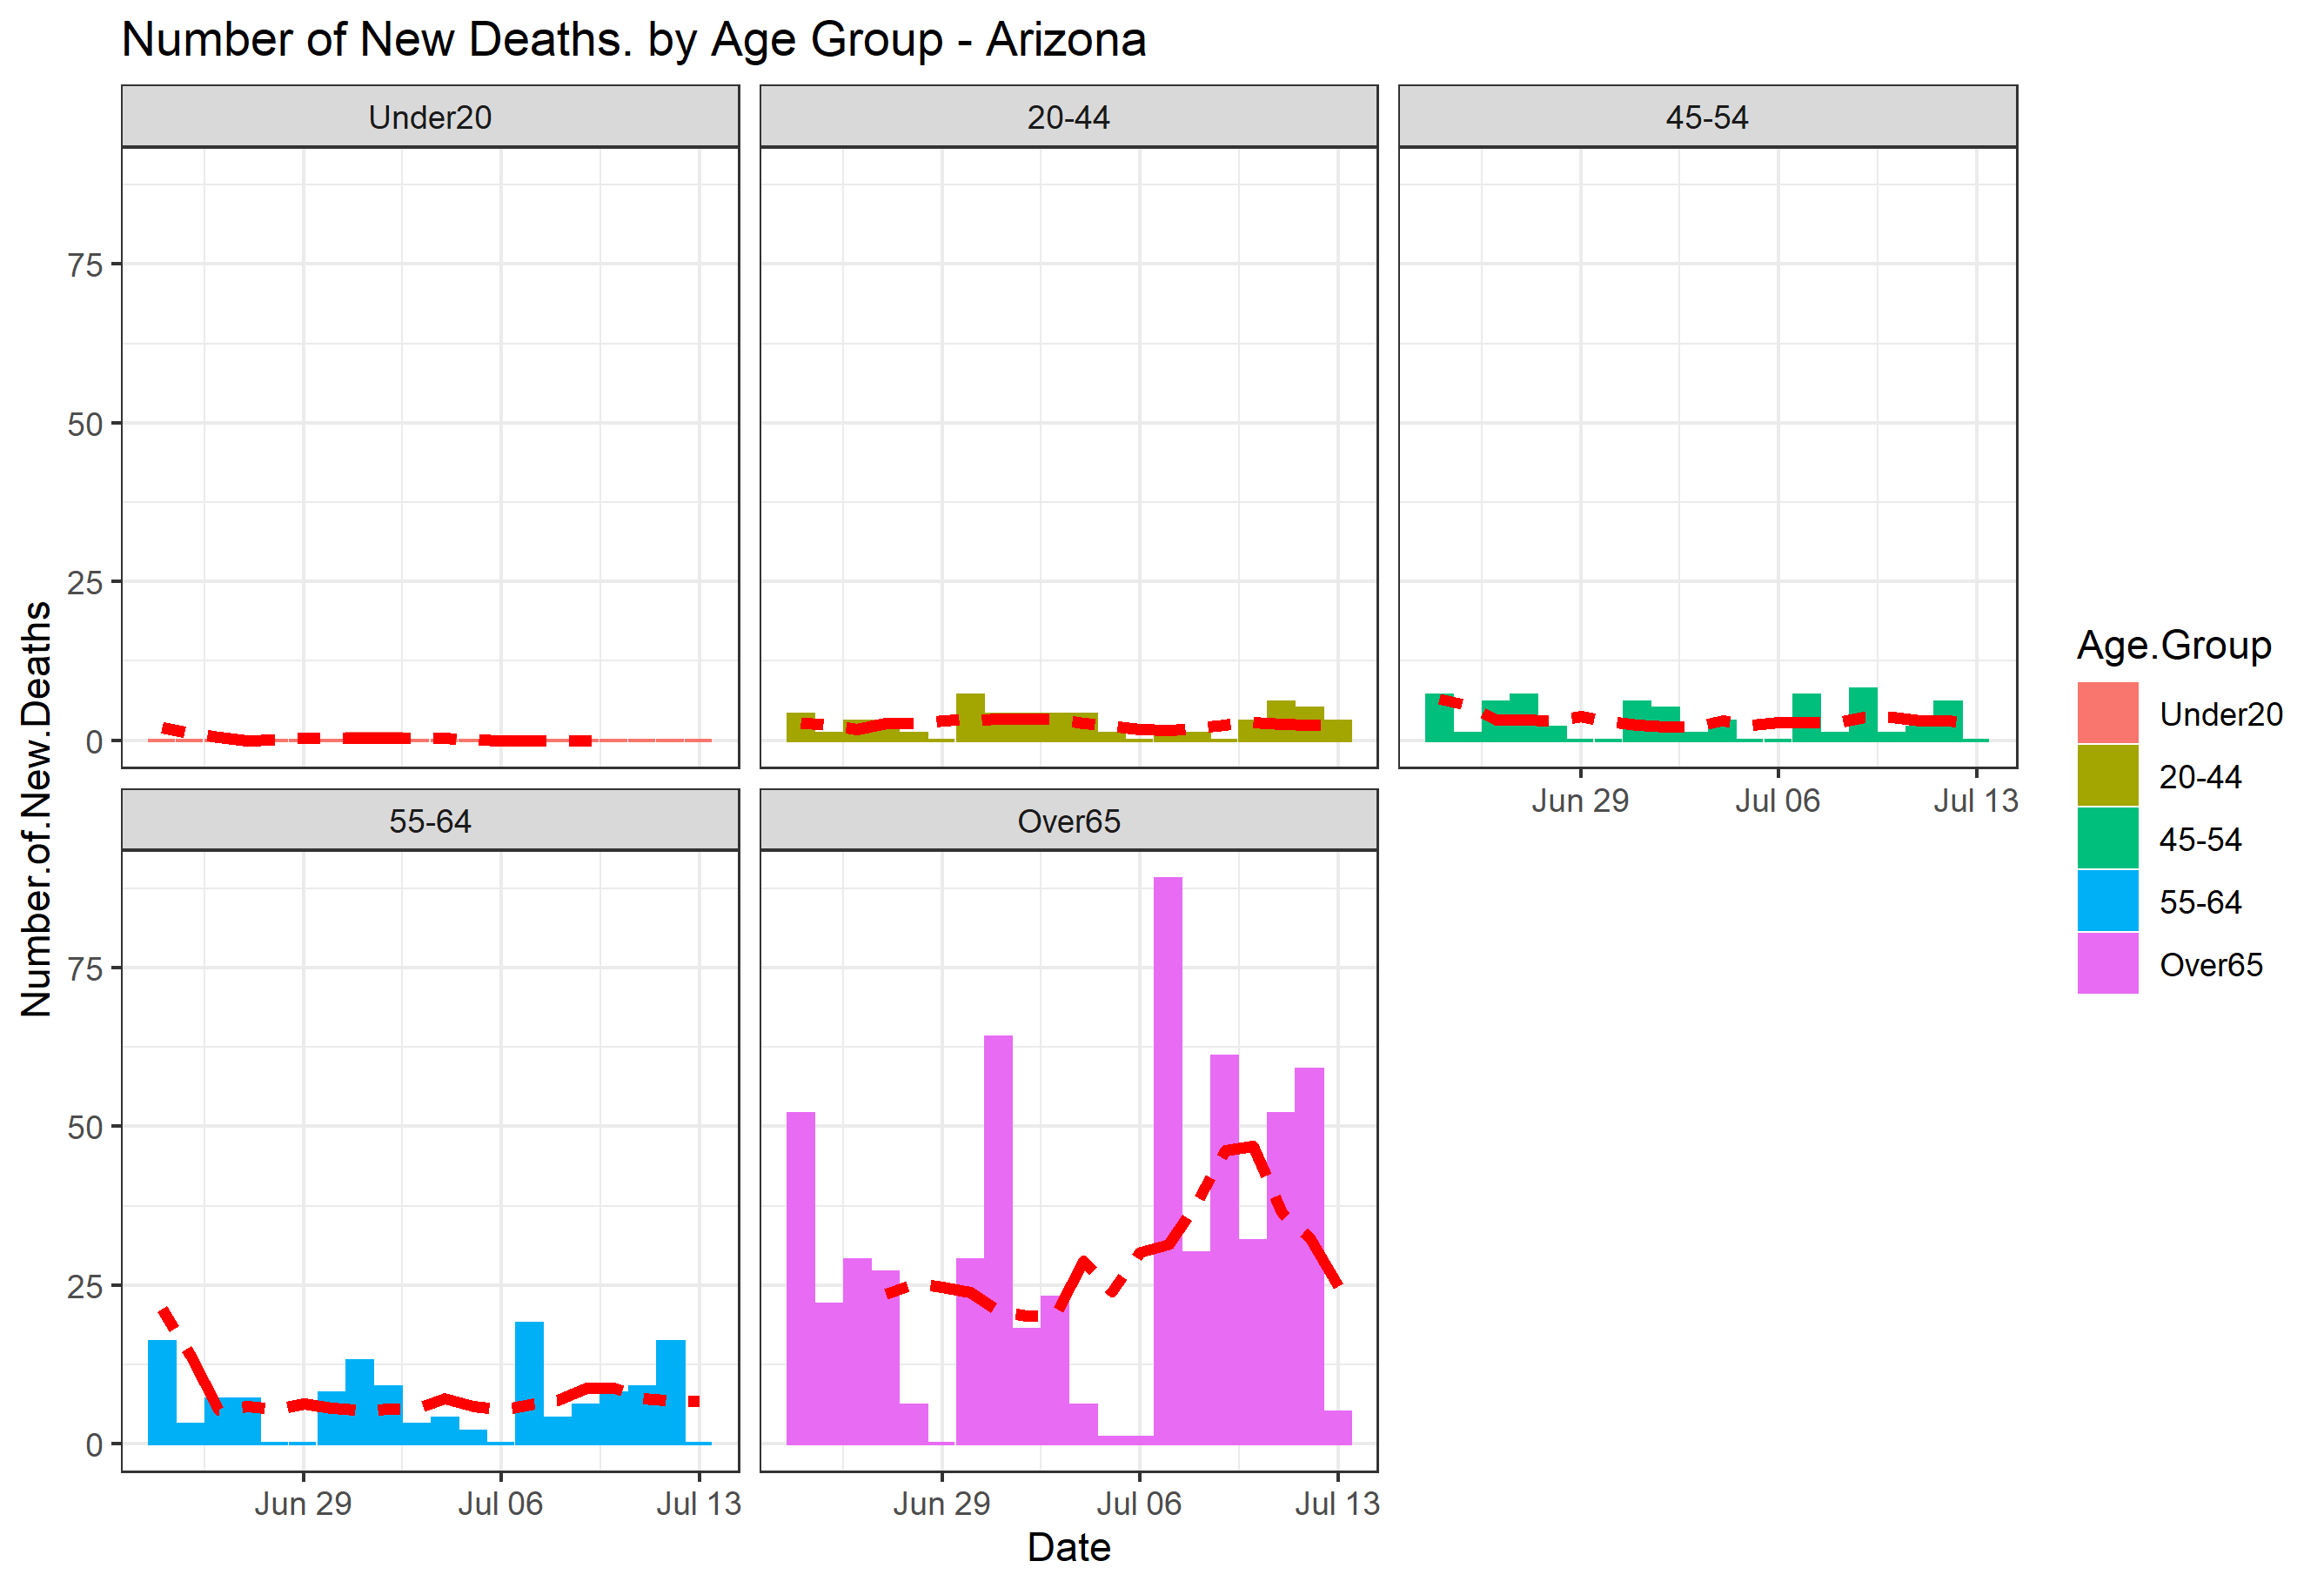 Number of New Deaths. by Age Group - Arizona
Under20
20-44
45-54
75
50
25
0
Jun 29
Jul 06
Jul 13
55-64
Over65
75
50
25
0
Jun 29
Jul 06
Jul 13
Jun 29
Jul 06
Jul 13
Date
Number.of.New.Deaths
Age.Group
Under20
20-44
45-54
55-64
Over65